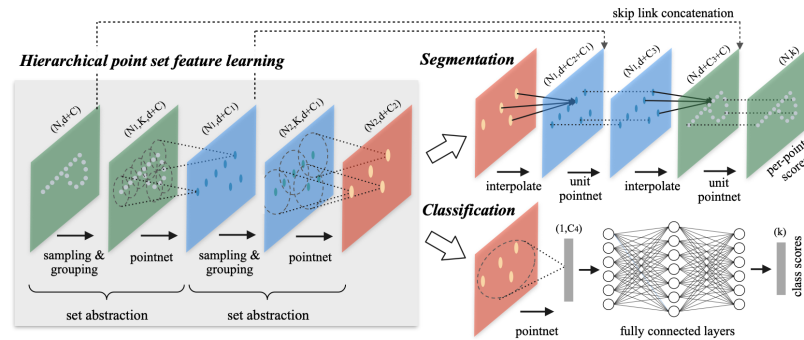 skip link concatenation
Hierarchical point set feature learning
Segmentation
(N,d+C)
(N1,K,d+C)
(N1,d+C1)
(N2,K,d+C1)
(N2,d+C2)
(N1,d+C2+C1)
(N1,d+C3)
(N,d+C3+C)
(N,k)
per-point
scores
interpolate
unit
pointnet
interpolate
unit
pointnet
sampling &
grouping
pointnet
sampling &
grouping
pointnet
set abstraction
set abstraction
Classification
(1,C4)
(k)
class scores
pointnet
fully connected layers